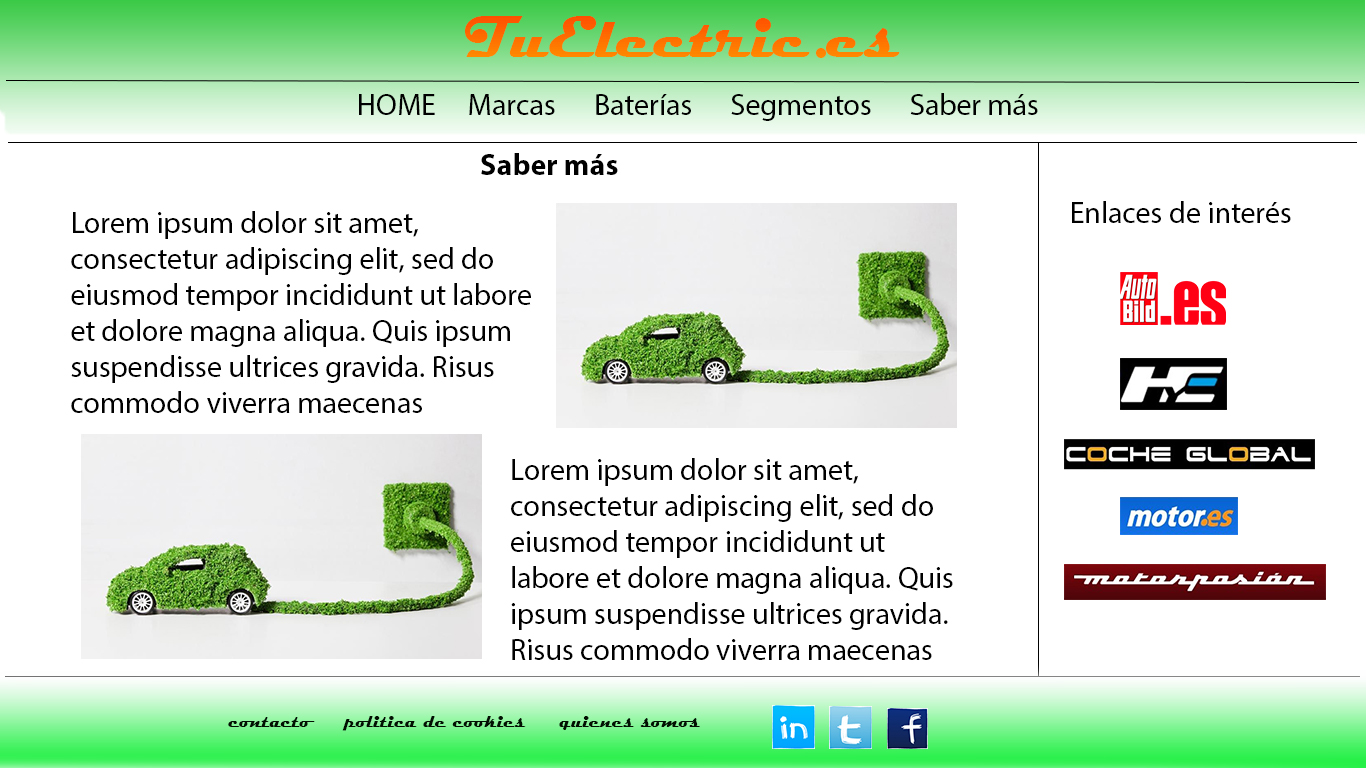 TuElectric.es
HOME Marcas Baterías Segmentos Saber más
Saber más
Lorem ipsum dolor sit amet,
consectetur adipiscing elit, sed do
eiusmod tempor incididunt ut labore
et dolore magna aliqua. Quis ipsum
suspendisse ultrices gravida. Risus
commodo viverra maecenas
Lorem ipsum dolor sit amet,
consectetur adipiscing elit, sed do
eiusmod tempor incididunt ut
labore et dolore magna aliqua. Quis
ipsum suspendisse ultrices gravida.
Risus commodo viverra maecenas
Enlaces de interés
Auto
Bild
.es
HyE
COCHE GLOBAL
motor.es
motorpasión
contacto politica de cookies quienes somos
in t f